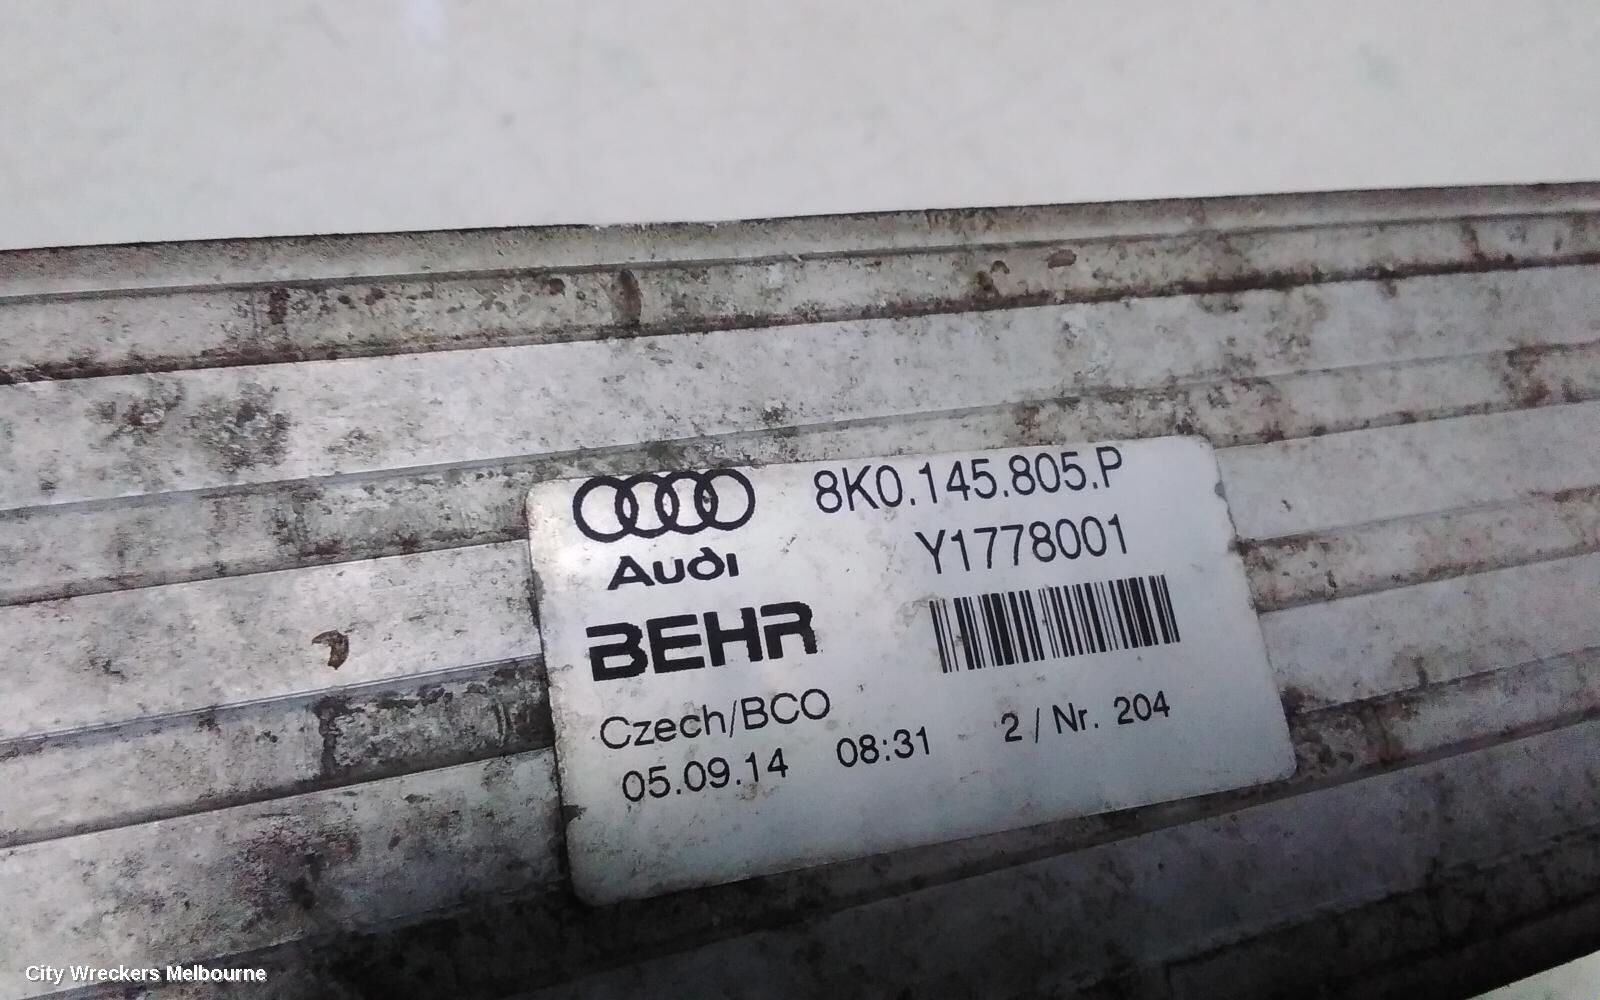 8K0.145.805.P
Audi
Y1778001
BEHR
Czech/BCO
05.09.14 08:31 2 / Nr. 204
City Wreckers Melbourne